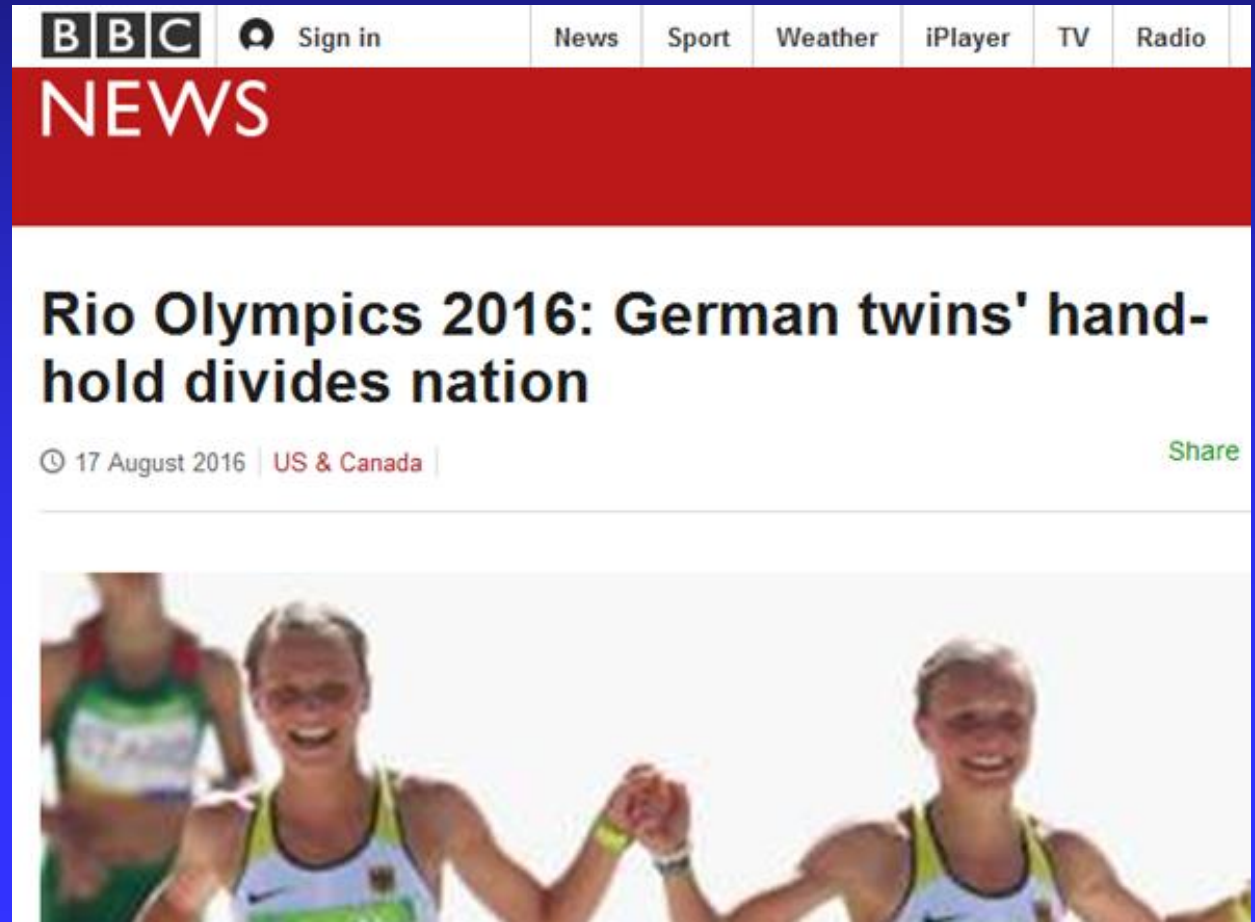 BBC Sign in News Sport Weather iPlayer TV Radio
NEWS
Rio Olympics 2016: German twins' hand-
hold divides nation
17 August 2016 US & Canada Share